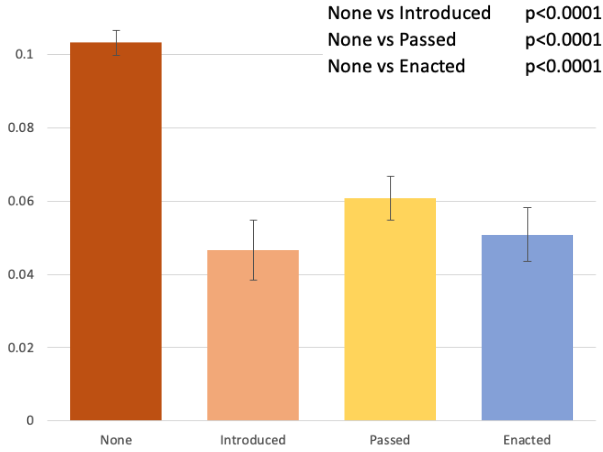 None vs Introduced p<0.0001
None vs Passed p<0.0001
None vs Enacted p<0.0001
0.1
0.08
0.06
0.04
0.02
0
None Introduced Passed Enacted